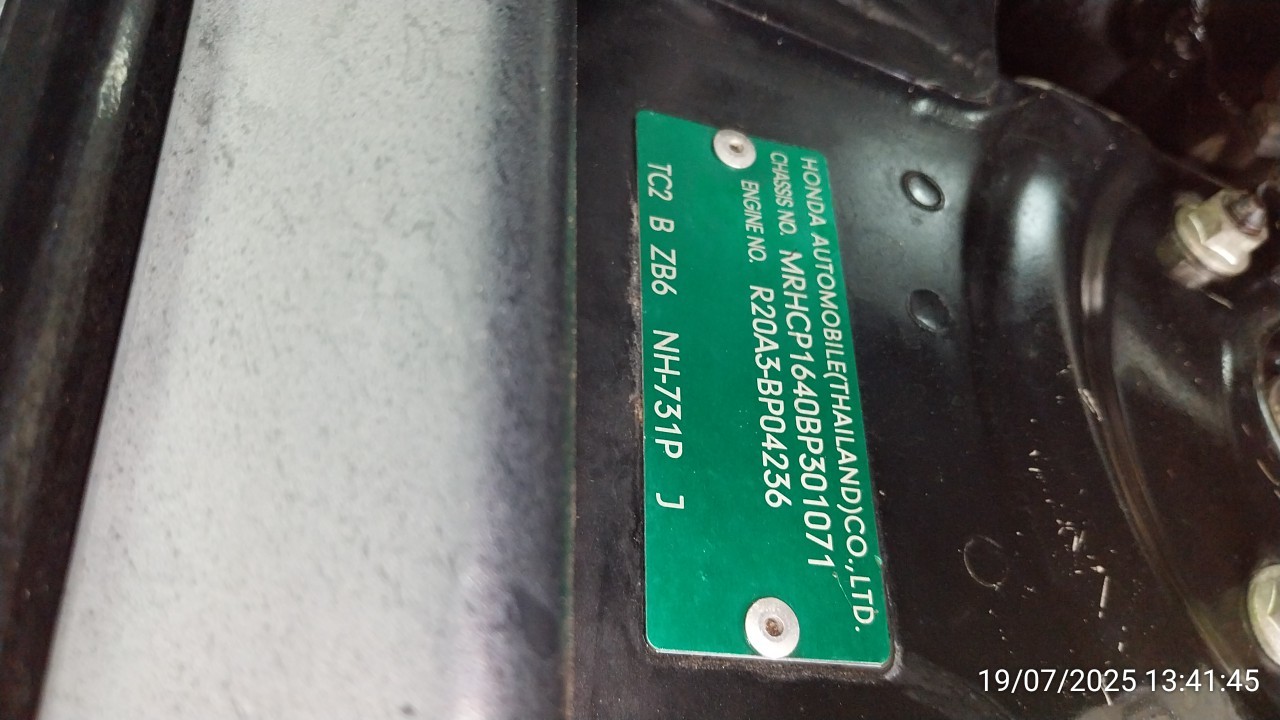 HONDA AUTOMOBILE(THAILAND)CO.,LTD.
CHASSIS NO. MRHCP1640BP301071
ENGINE NO. R20A3-BP04236
TC2 B ZB6 NH-731P J
19/07/2025 13:41:45